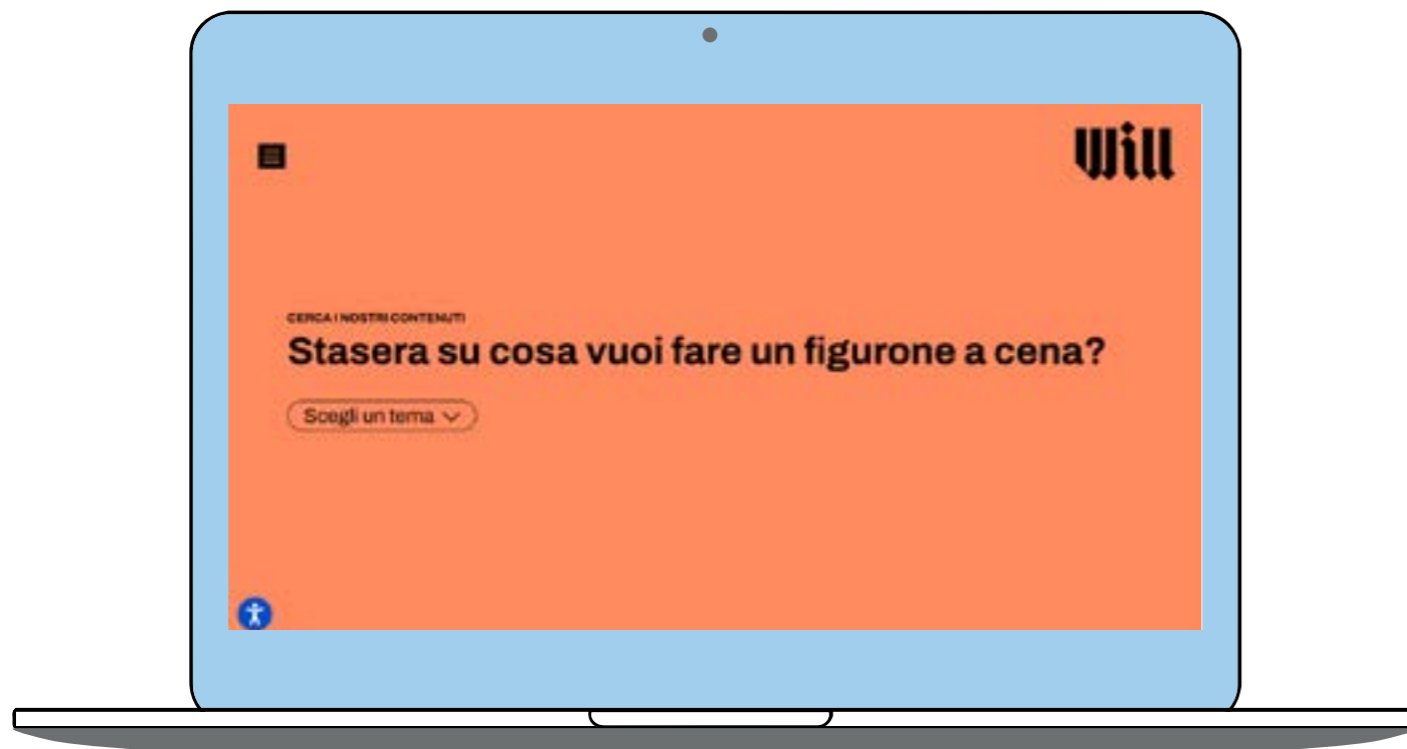 Will
CERCA I NOSTRI CONTENUTI
Stasera su cosa vuoi fare un figurone a cena?
Scegli un tema